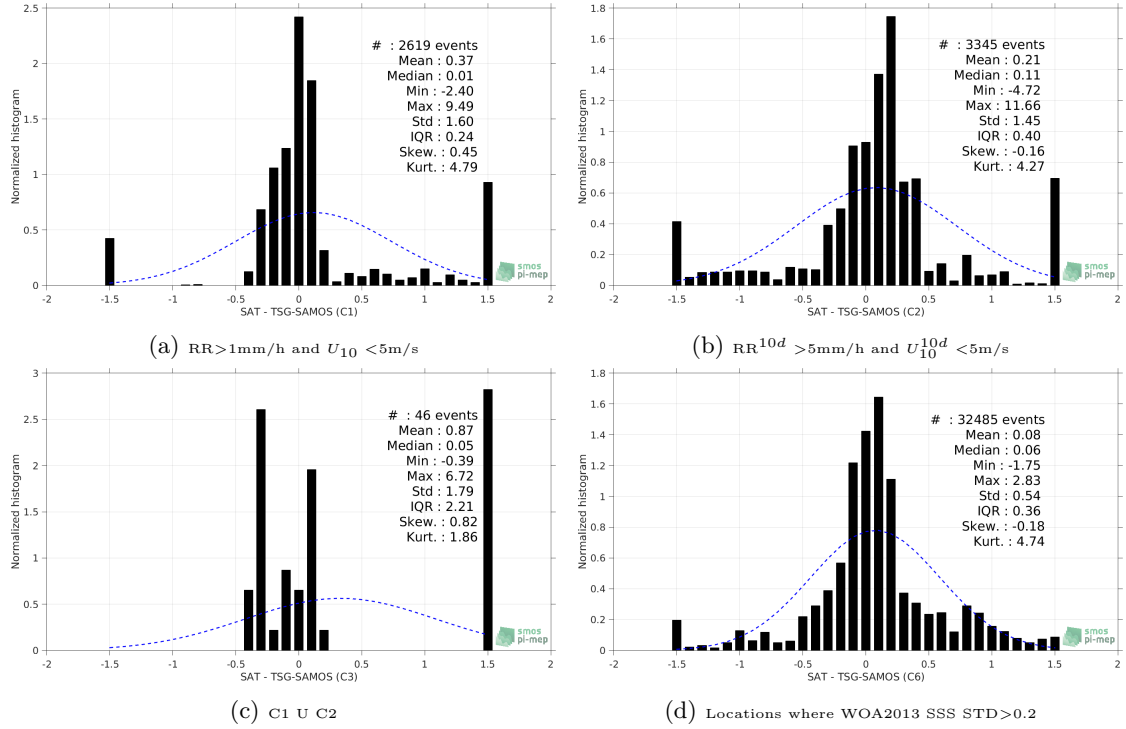 2.5
2
1.5
1
0.5
0
Normalized histogram
# : 2619 events
Mean : 0.37
Median : 0.01
Min : -2.40
Max : 9.49
Std : 1.60
IQR : 0.24
Skew. : 0.45
Kurt. : 4.79
smos
pi-mep
-2 -1.5 -1 -0.5 0 0.5 1 1.5 2
SAT - TSG-SAMOS (C1)
(a) RR>1mm/h and U10 <5m/s
1.8
1.6
1.4
1.2
1
0.8
0.6
0.4
0.2
0
Normalized histogram
# : 3345 events
Mean : 0.21
Median : 0.11
Min : -4.72
Max : 11.66
Std : 1.45
IQR : 0.40
Skew. : -0.16
Kurt. : 4.27
smos
pi-mep
-2 -1.5 -1 -0.5 0 0.5 1 1.5 2
SAT - TSG-SAMOS (C2)
(b) RR^10d >5mm/h and U10^10d <5m/s
3
2.5
2
1.5
1
0.5
0
Normalized histogram
# : 46 events
Mean : 0.87
Median : 0.05
Min : -0.39
Max : 6.72
Std : 1.79
IQR : 2.21
Skew. : 0.82
Kurt. : 1.86
smos
pi-mep
-2 -1.5 -1 -0.5 0 0.5 1 1.5 2
SAT - TSG-SAMOS (C3)
(c) C1 U C2
1.8
1.6
1.4
1.2
1
0.8
0.6
0.4
0.2
0
Normalized histogram
# : 32485 events
Mean : 0.08
Median : 0.06
Min : -1.75
Max : 2.83
Std : 0.54
IQR : 0.36
Skew. : -0.18
Kurt. : 4.74
smos
pi-mep
-2 -1.5 -1 -0.5 0 0.5 1 1.5 2
SAT - TSG-SAMOS (C6)
(d) Locations where WOA2013 SSS STD>0.2